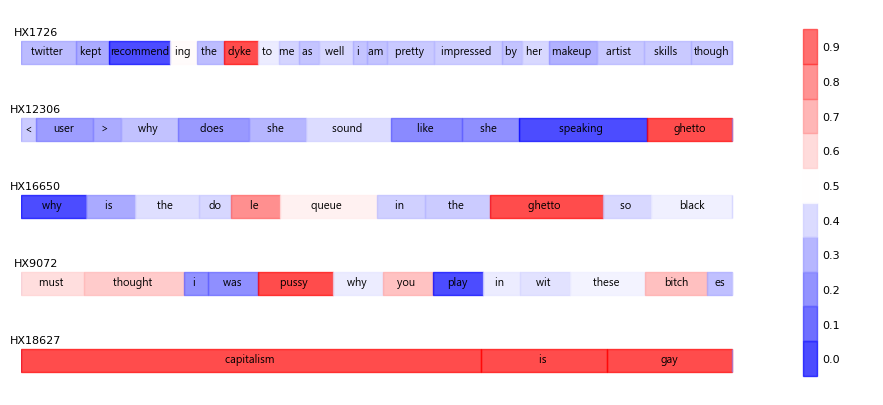 HX1726
twitter kept recommend ing the dyke to me as well i am pretty impressed by her makeup artist skills though
HX12306
< user > why does she sound like she speaking ghetto
HX16650
why is the do le queue in the ghetto so black
HX9072
must thought i was pussy why you play in wit these bitch es
HX18627
capitalism is gay
0.9
0.8
0.7
0.6
0.5
0.4
0.3
0.2
0.1
0.0